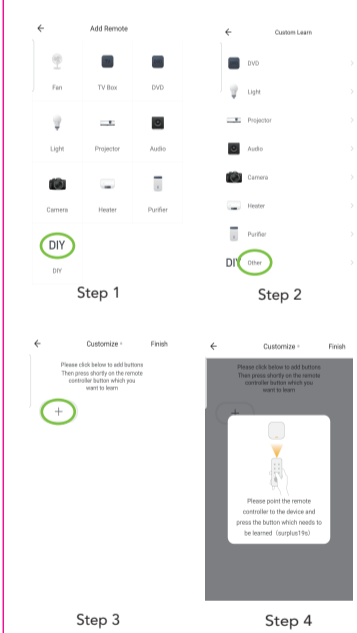 Add Remote
Fan
TV Box
DVD
Light
Projector
Audio
Camera
Heater
Purifier
DIY
DIY
Step 1
Custom Learn
DVD
Light
Projector
Audio
Camera
Heater
Purifier
DIY Other
Step 2
Customize
Finish
Please click below to add buttons
Then press shortly on the remote
controller button which you
want to learn
+
Step 3
Customize
Finish
Please click below to add buttons
Then press shortly on the remote
controller button which you
want to learn
+
Please point the remote
controller to the device and
press the button which needs to
be learned (surplus19s)
Step 4